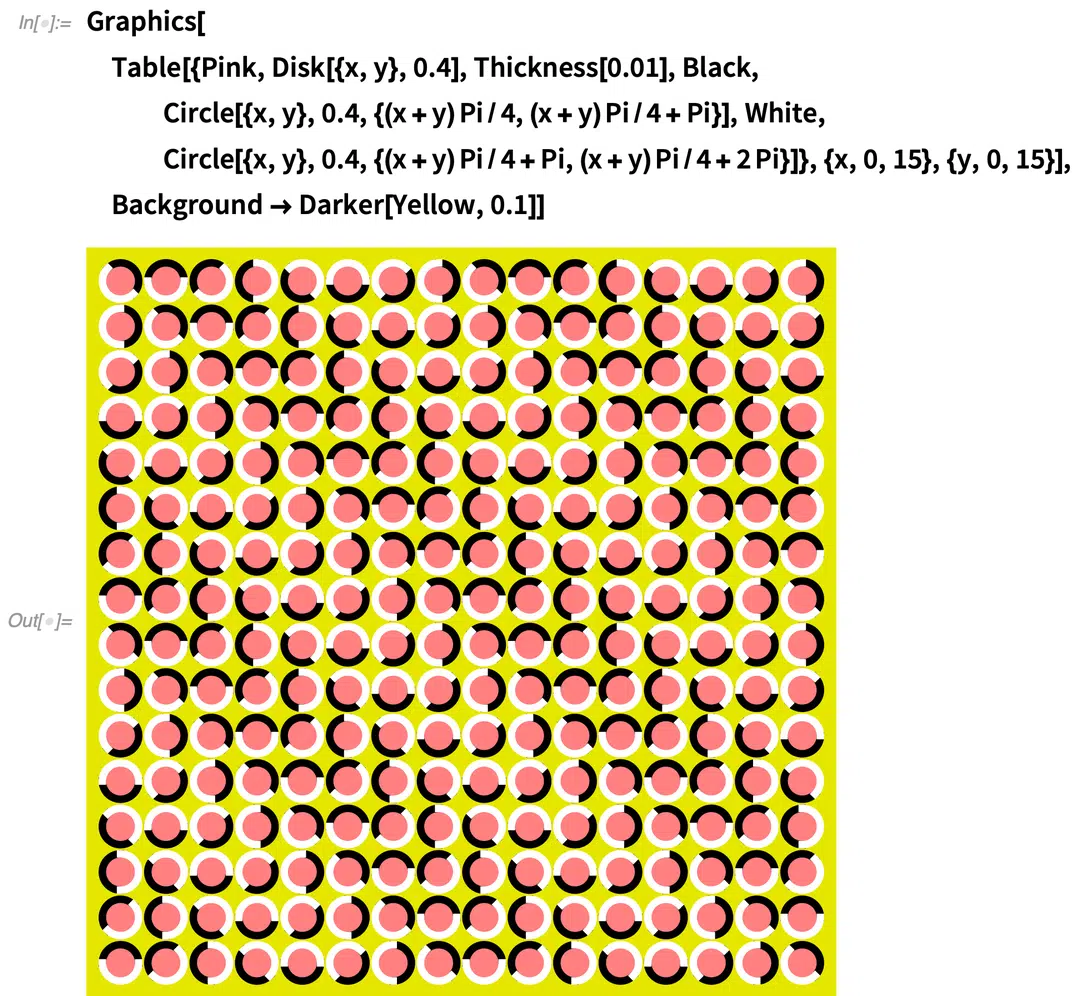 In[•]:= Graphics[
Table[{Pink, Disk[{x, y}, 0.4], Thickness[0.01], Black,
Circle[{x, y}, 0.4, {(x + y) Pi / 4, (x + y) Pi / 4 + Pi}], White,
Circle[{x, y}, 0.4, {(x + y) Pi / 4 + Pi, (x + y) Pi / 4 + 2 Pi}]}, {x, 0, 15}, {y, 0, 15}],
Background → Darker[Yellow, 0.1]]
Out[•]=